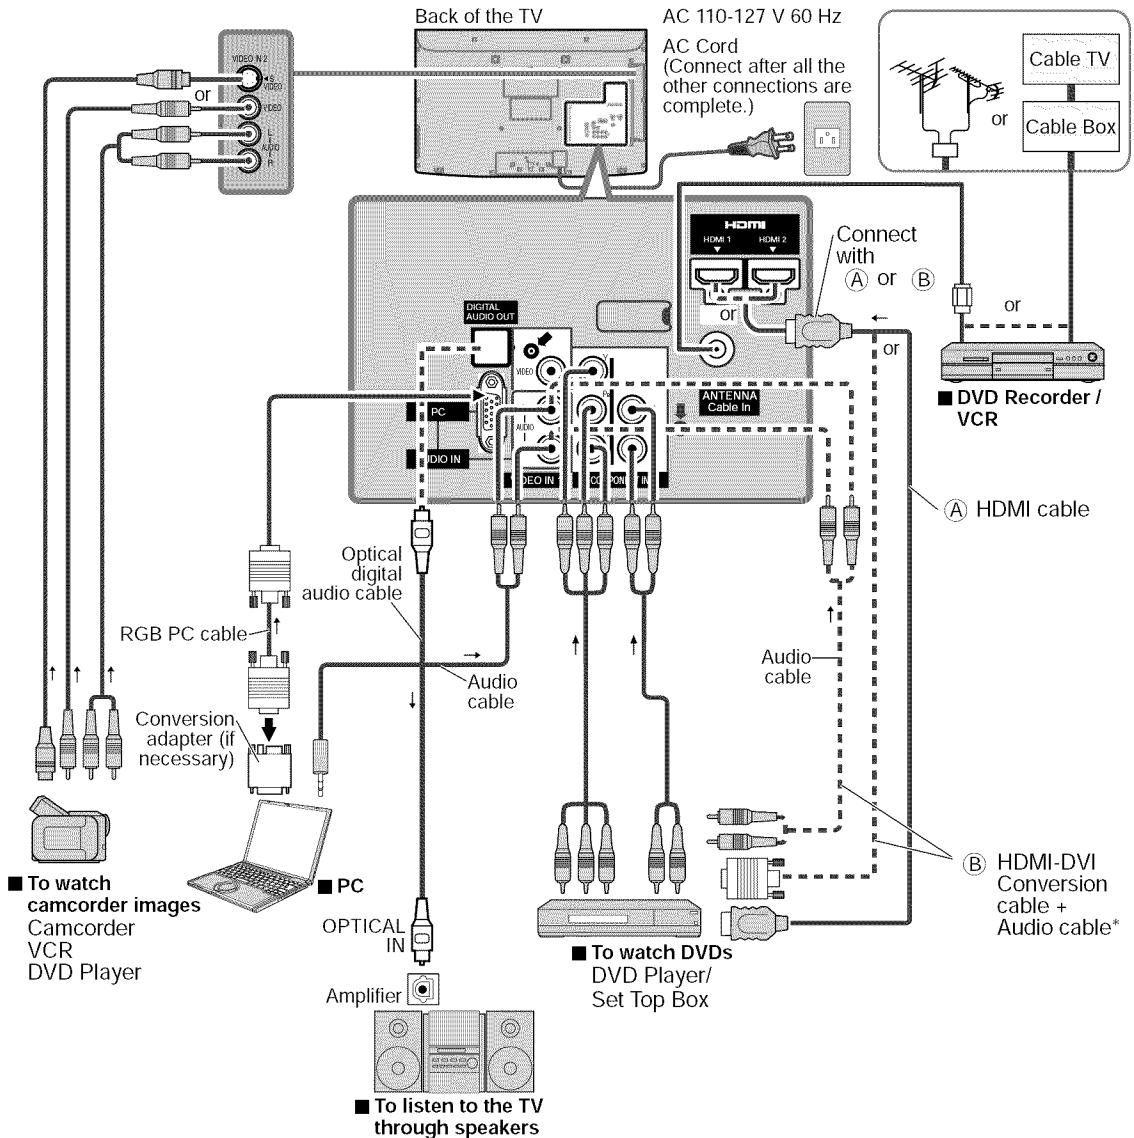 Back of the TV
AC 110-127 V 60 Hz
AC Cord
(Connect after all the
other connections are
complete.)
VIDEO IN 2
S VIDEO
or
VIDEO
L
AUDIO
R
Cable TV
or
Cable Box
HDMI
HDMI 1
HDMI 2
or
Connect
with
A or B
or
or
DVD Recorder /
VCR
DIGITAL
AUDIO OUT
VIDEO
Y
PC
AUDIO
ANTENNA
Cable In
A HDMI cable
Optical
digital
audio cable
RGB PC cable
Audio
cable
Audio
cable
Conversion
adapter (if
necessary)
■ To watch
camcorder images
Camcorder
VCR
DVD Player
■ PC
OPTICAL
IN
Amplifier
■ To listen to the TV
through speakers
■ To watch DVDs
DVD Player/
Set Top Box
B HDMI-DVI
Conversion
cable +
Audio cable*